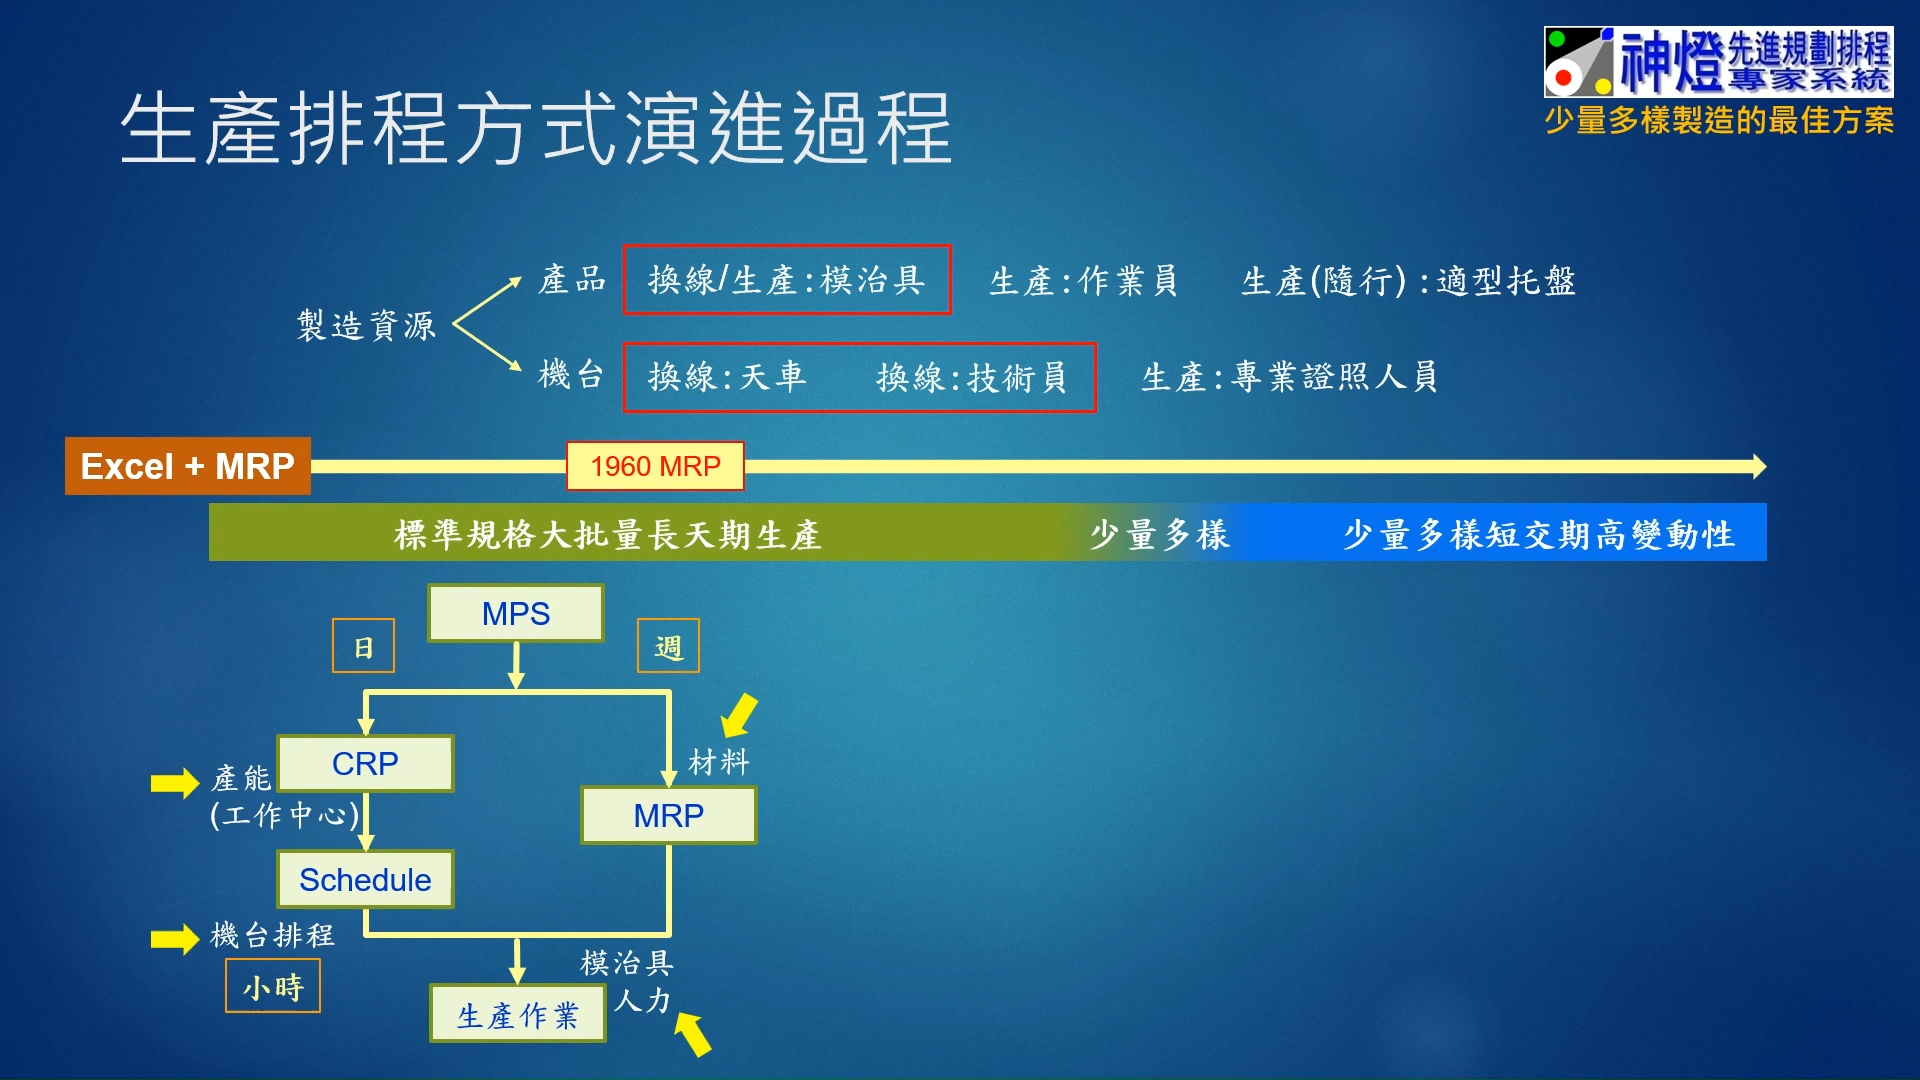 神燈 先進規劃排程
專家系統
少量多樣製造的最佳方案
生產排程方式演進過程
製造資源
產品 換線/生產:模治具 生產:作業員 生產(隨行) :適型托盤
機台 換線:天車 換線:技術員 生產:專業證照人員
Excel + MRP
1960 MRP
標準規格大批量長天期生產 少量多樣 少量多樣短交期高變動性
MPS
日
週
CRP
產能
(工作中心)
材料
MRP
Schedule
機台排程
小時
模治具
人力
生產作業